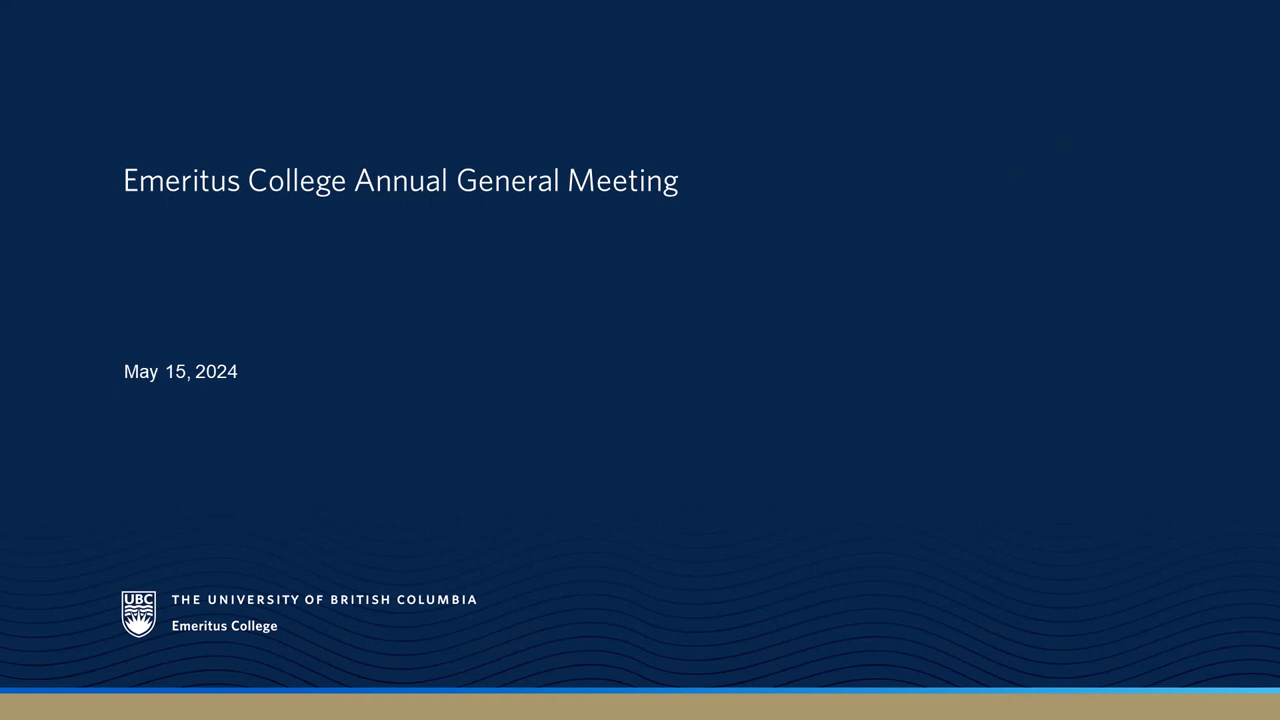 Emeritus College Annual General Meeting
May 15, 2024
UBC
THE UNIVERSITY OF BRITISH COLUMBIA
Emeritus College